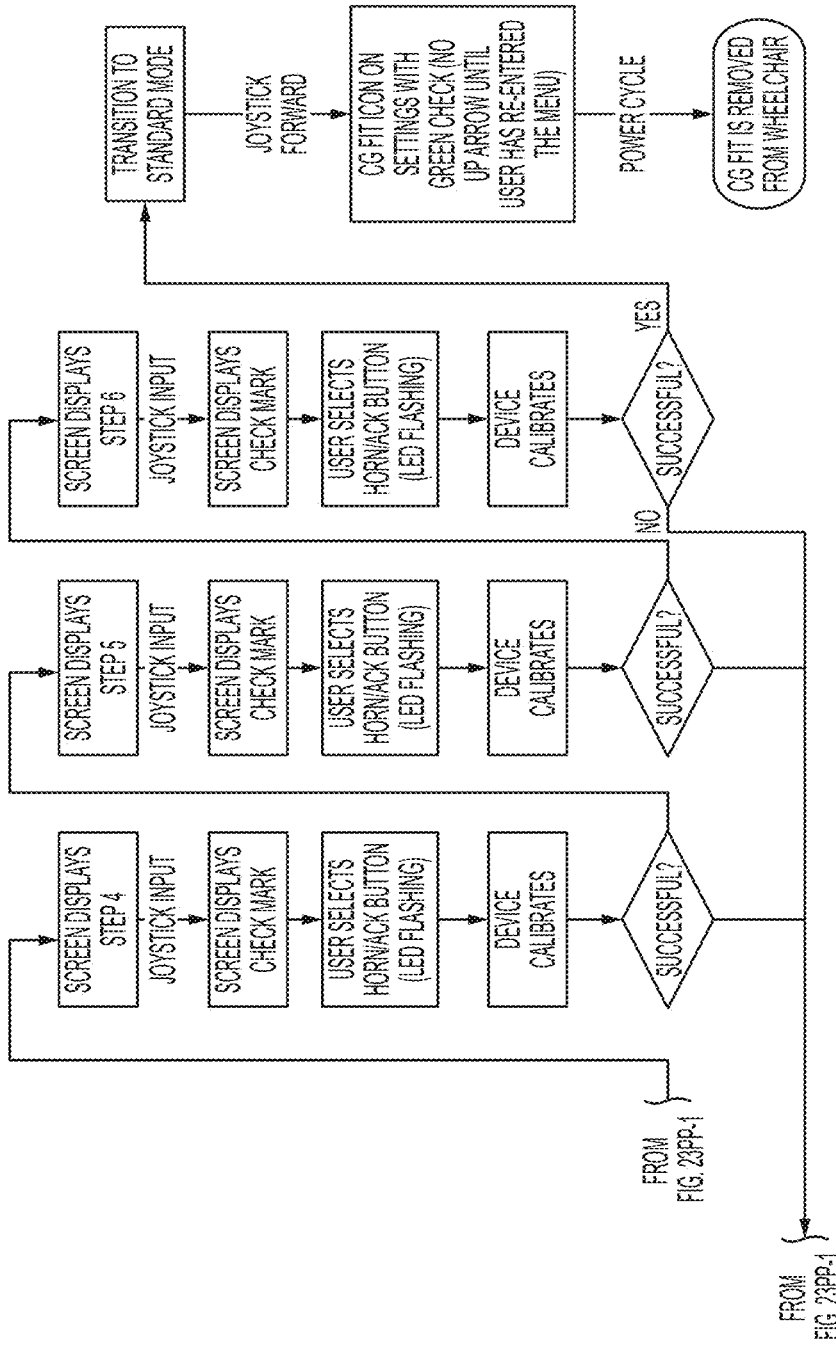 SCREEN DISPLAYS
STEP 4
JOYSTICK INPUT
SCREEN DISPLAYS
CHECK MARK
USER SELECTS
HORN/ACK BUTTON
(LED FLASHING)
DEVICE
CALIBRATES
SUCCESSFUL?
SCREEN DISPLAYS
STEP 5
JOYSTICK INPUT
SCREEN DISPLAYS
CHECK MARK
USER SELECTS
HORN/ACK BUTTON
(LED FLASHING)
DEVICE
CALIBRATES
SUCCESSFUL?
SCREEN DISPLAYS
STEP 6
JOYSTICK INPUT
SCREEN DISPLAYS
CHECK MARK
USER SELECTS
HORN/ACK BUTTON
(LED FLASHING)
DEVICE
CALIBRATES
SUCCESSFUL?
NO
YES
TRANSITION TO
STANDARD MODE
JOYSTICK
FORWARD
CG FIT ICON ON
SETTINGS WITH
GREEN CHECK (NO
UP ARROW UNTIL
USER HAS RE-ENTERED
THE MENU)
POWER CYCLE
CG FIT IS REMOVED
FROM WHEELCHAIR
FROM
FIG. 23PP-1
FROM
FIG. 23PP-1